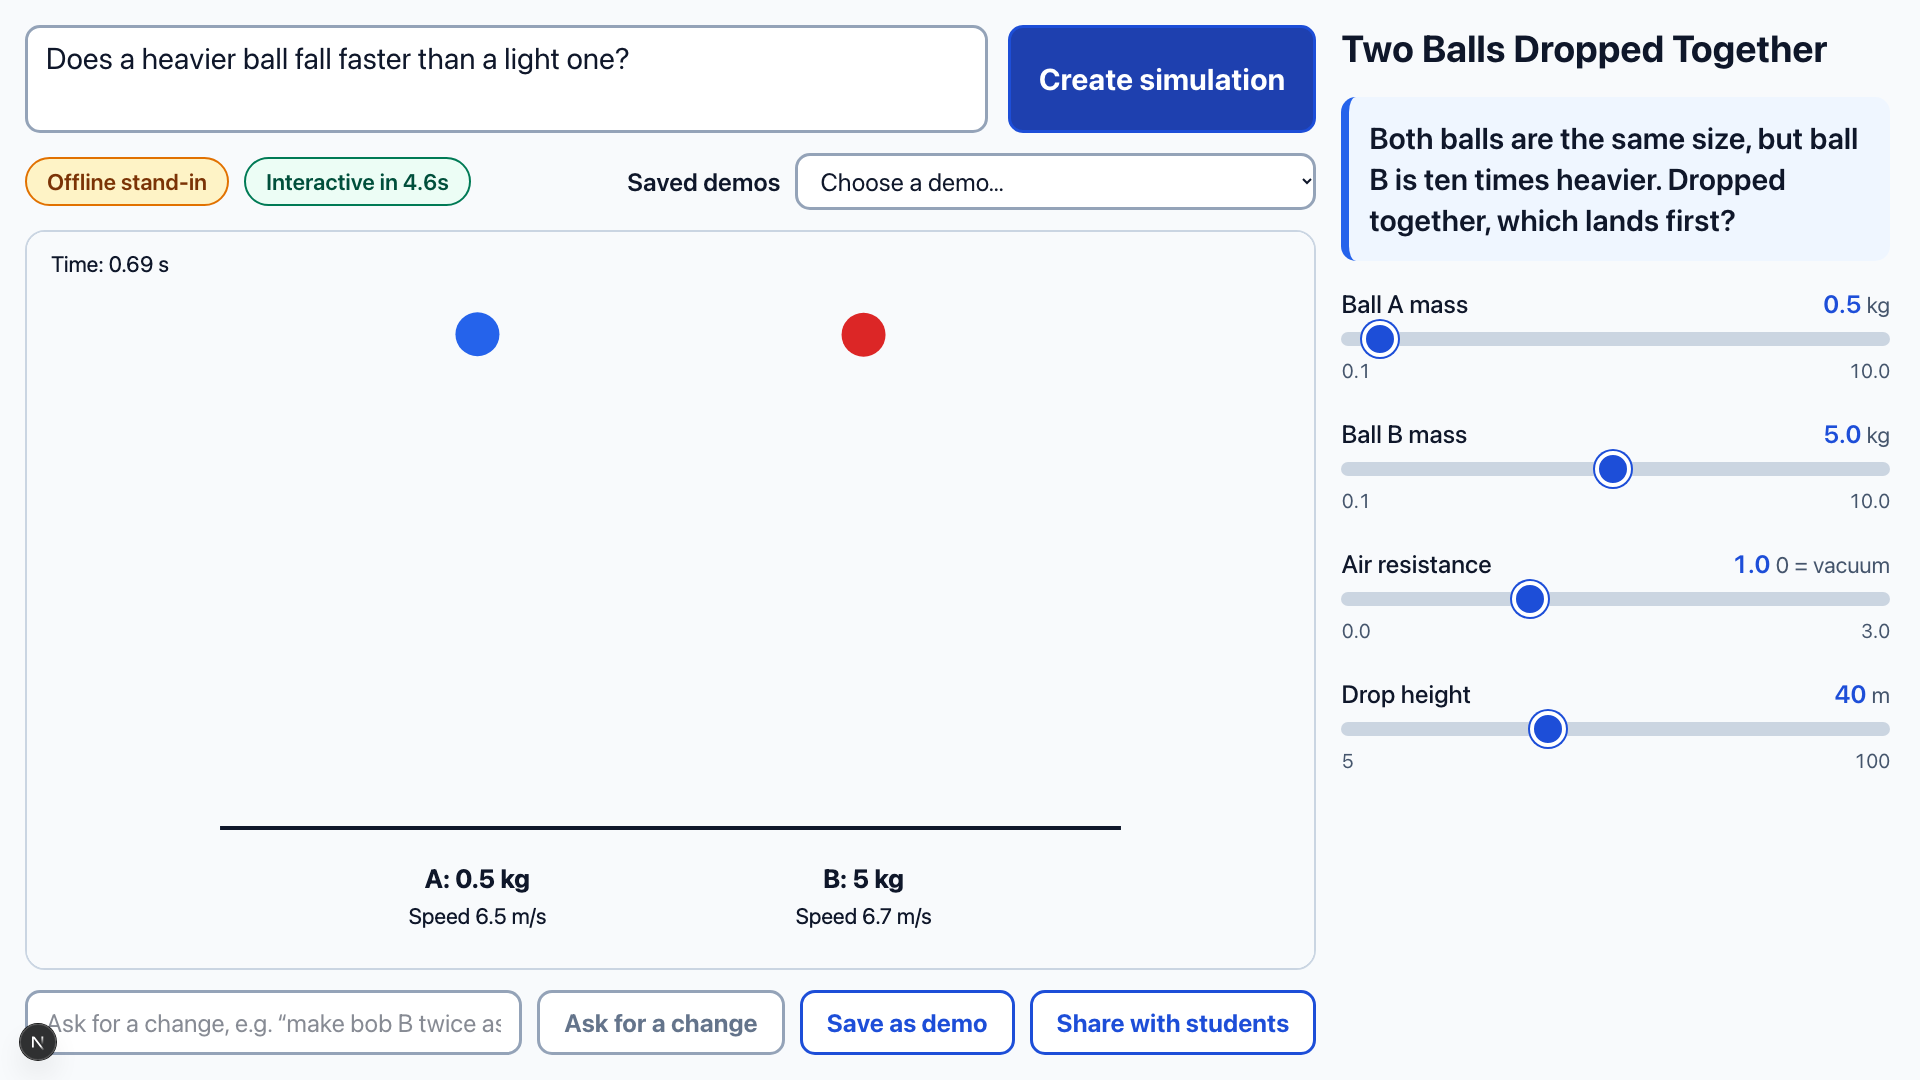 Does a heavier ball fall faster than a light one?
Create simulation
Offline stand-in
Interactive in 4.6s
Saved demos
Choose a demo...
Time: 0.69 s
A: 0.5 kg
Speed 6.5 m/s
B: 5 kg
Speed 6.7 m/s
Ask for a change, e.g. “make bob B twice as
Ask for a change
Save as demo
Share with students
N
Two Balls Dropped Together
Both balls are the same size, but ball
B is ten times heavier. Dropped
together, which lands first?
Ball A mass
0.5 kg
0.1
10.0
Ball B mass
5.0 kg
0.1
10.0
Air resistance
1.0 0 = vacuum
0.0
3.0
Drop height
40 m
5
100